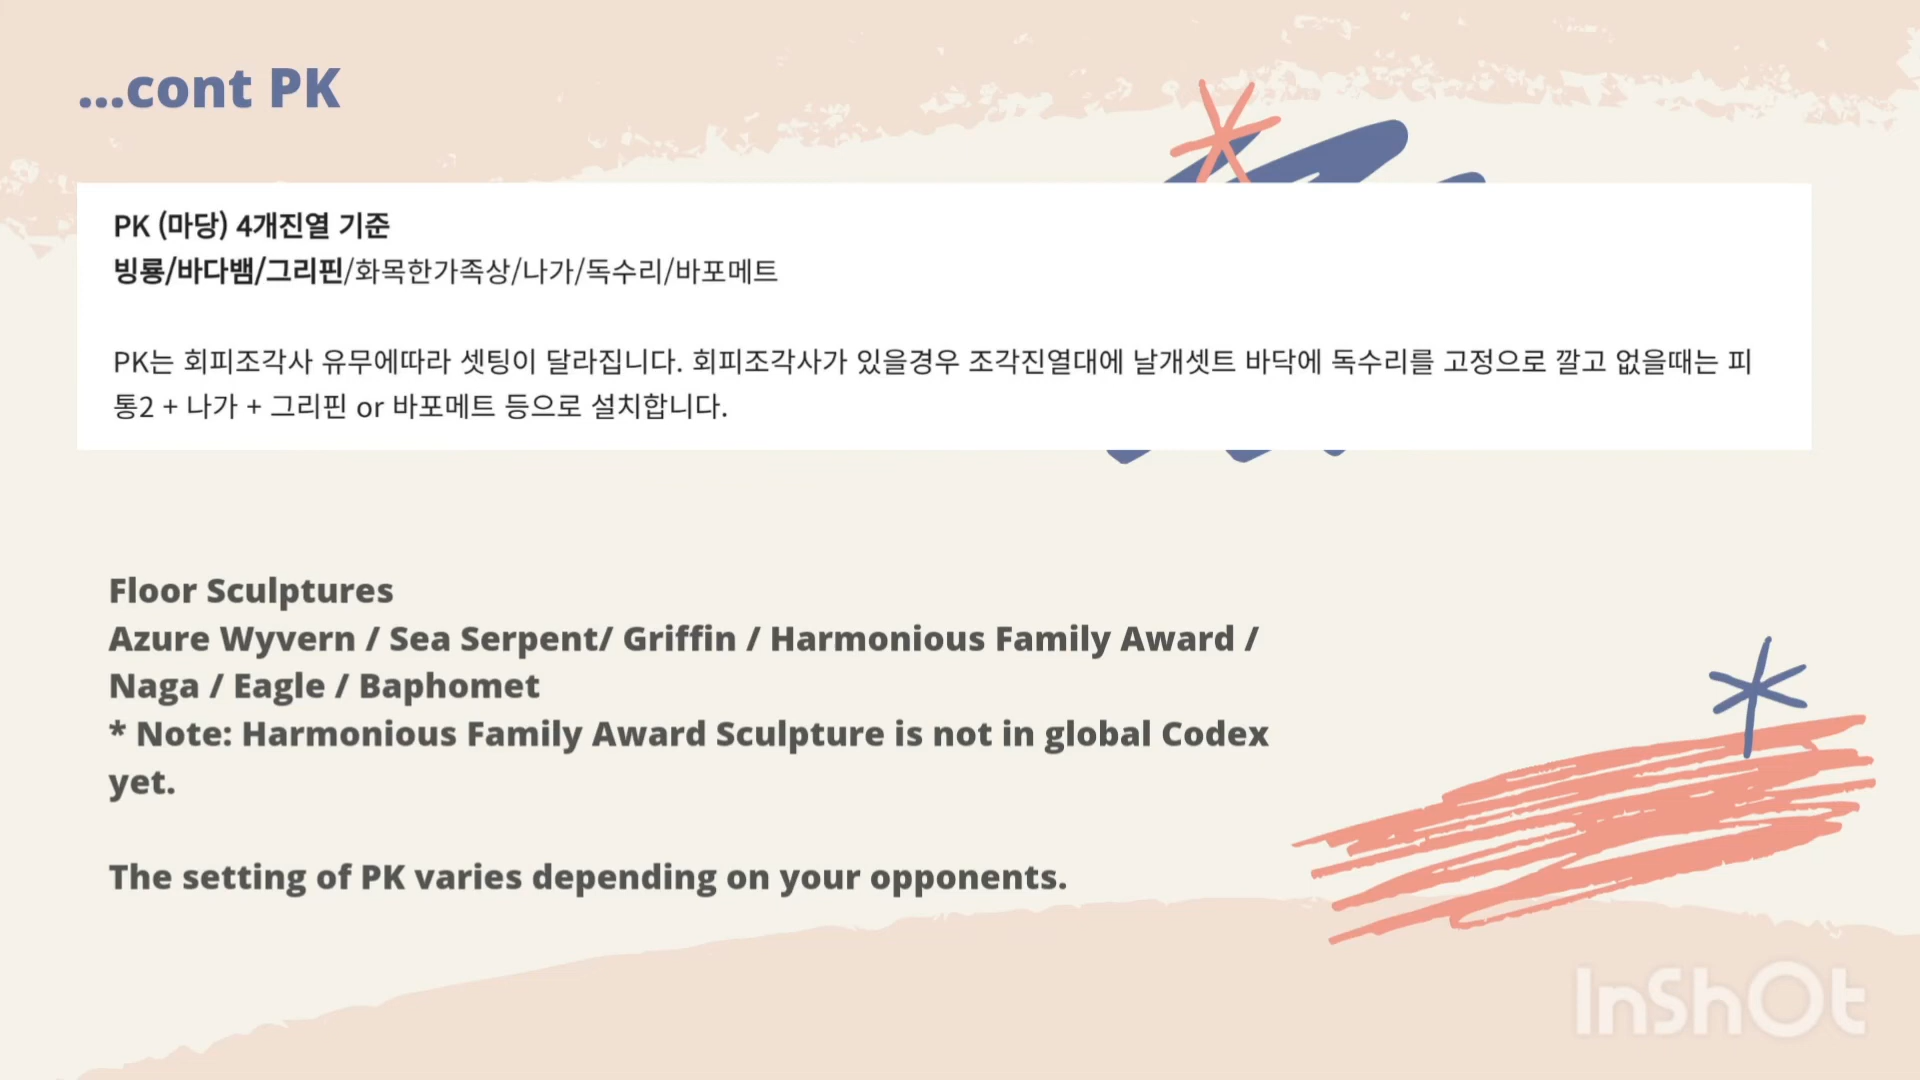 ...cont PK
PK (마당) 4개진열 기준
빙룡/바다뱀/그리핀/화목한가족상/나가/독수리/바포메트
PK는 회피조각사 유무에따라 셋팅이 달라집니다. 회피조각사가 있을경우 조각진열대에 날개셋트 바닥에 독수리를 고정으로 깔고 없을때는 피
통2 + 나가 + 그리핀 or 바포메트 등으로 설치합니다.
Floor Sculptures
Azure Wyvern / Sea Serpent/ Griffin / Harmonious Family Award /
Naga / Eagle / Baphomet
* Note: Harmonious Family Award Sculpture is not in global Codex
yet.
The setting of PK varies depending on your opponents.
InShOt